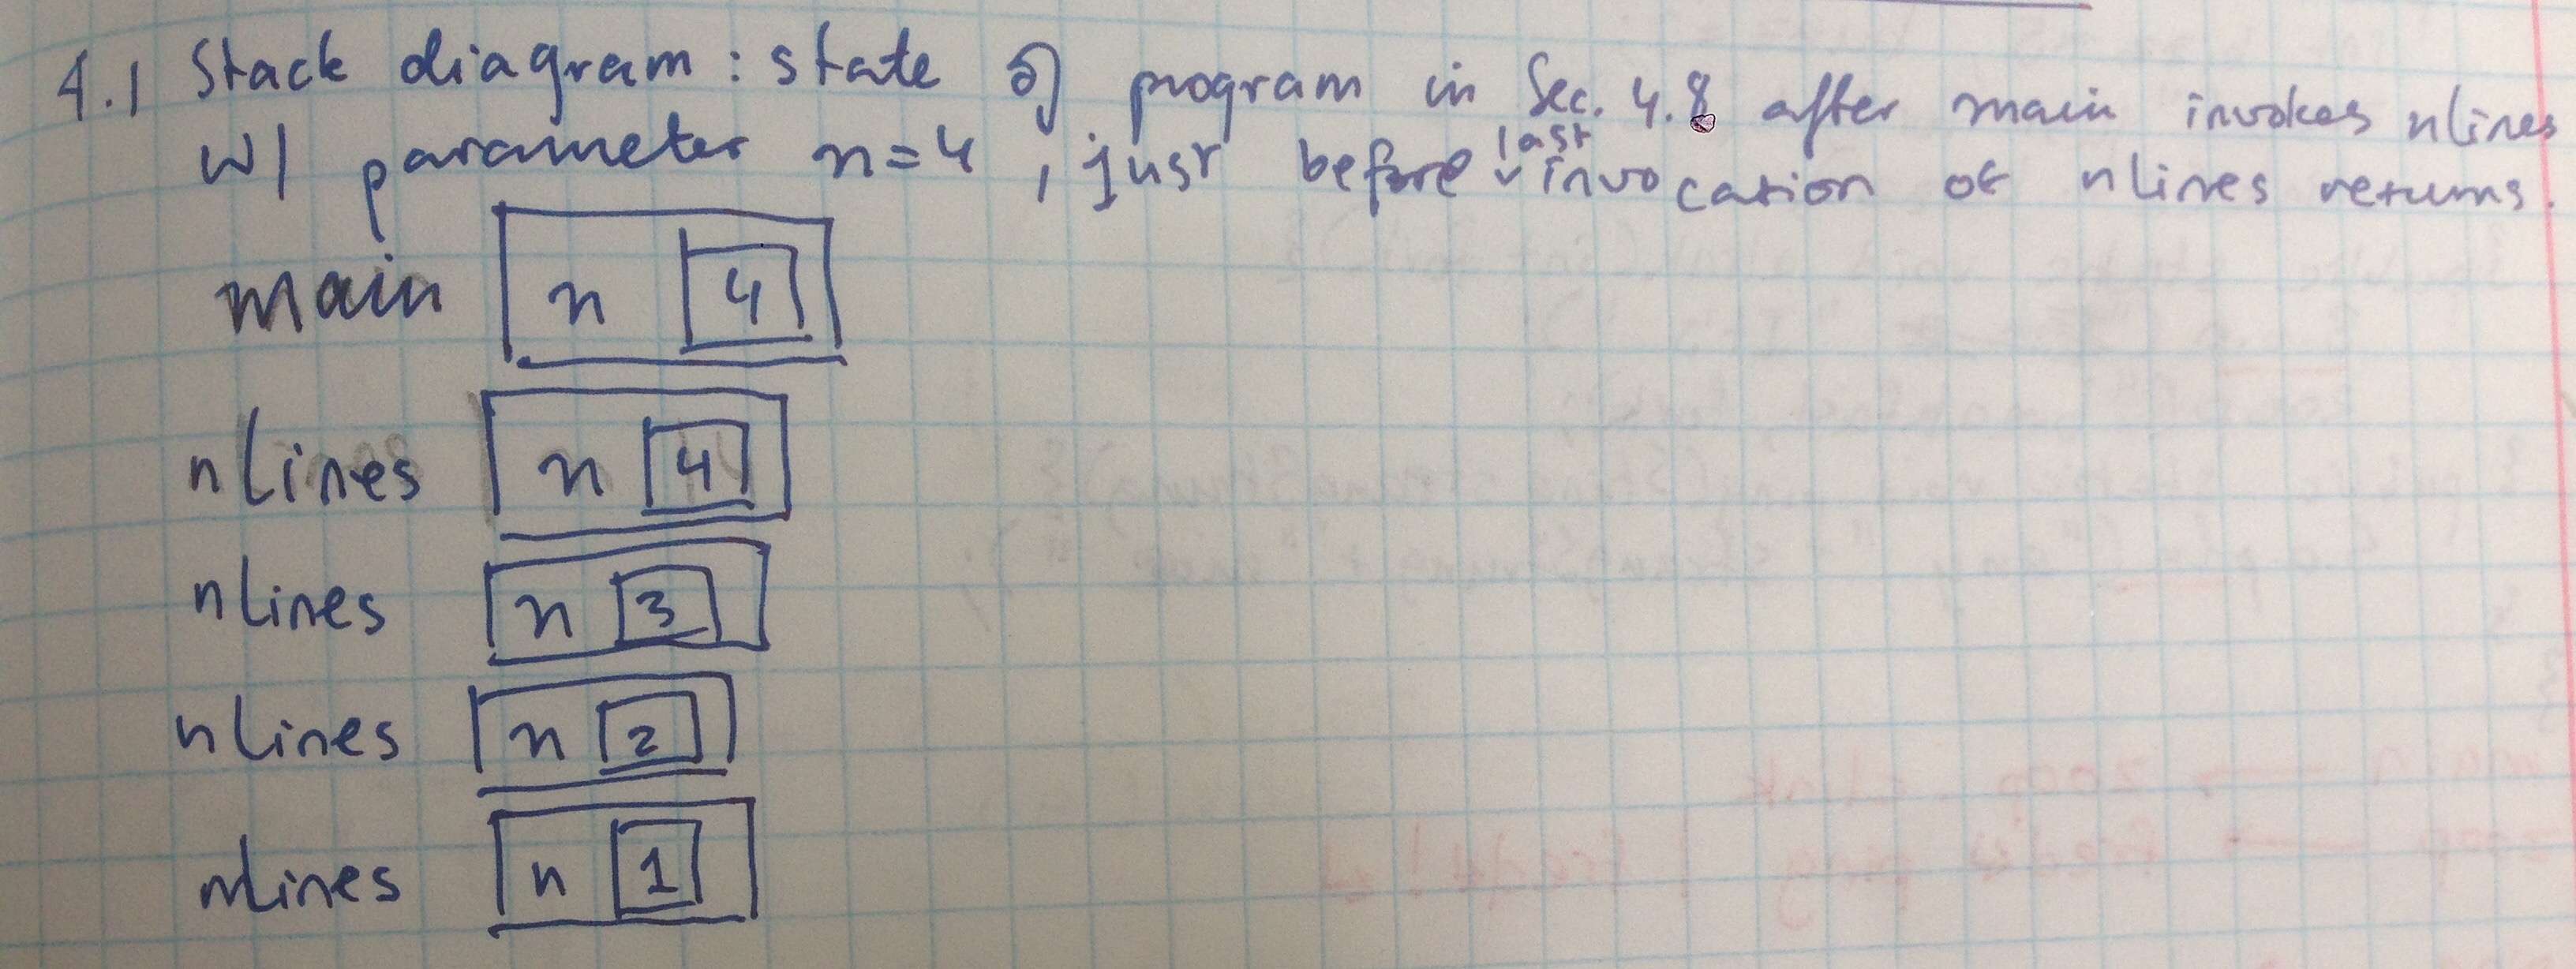 4.1 Stack diagram: state of program in Sec. 4.8 after main invokes nlines
w/ parameter n=4, just before last invocation of nlines returns.
main n 4
nlines n 4
nlines n 3
nlines n 2
nlines n 1